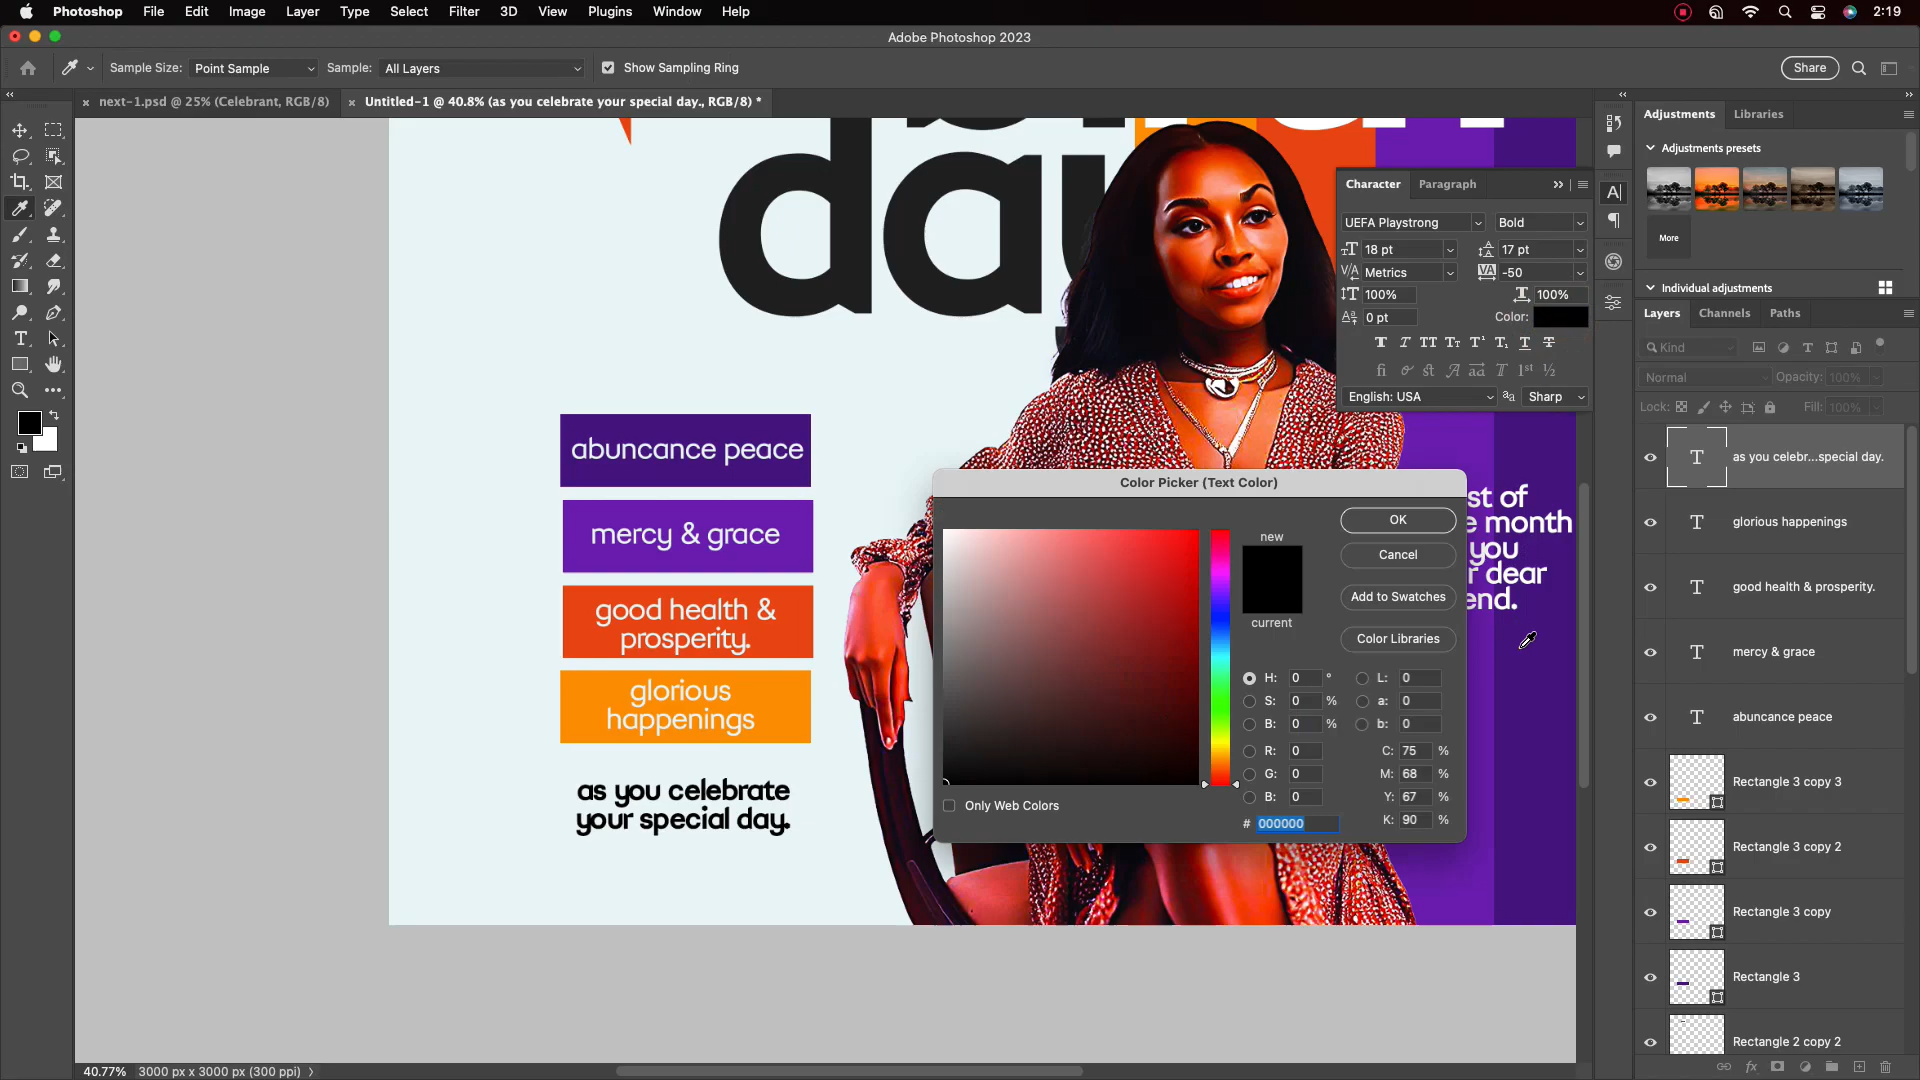 Photoshop File Edit Image Layer Type Select Filter 3D View Plugins Window Help 2:19
Adobe Photoshop 2023
Sample Size: Point Sample Sample: All Layers Show Sampling Ring Share
next-1.psd @ 25% (Celebrant, RGB/8) Untitled-1 @ 40.8% (as you celebrate your special day., RGB/8) *
Adjustments Libraries
Adjustments presets
More
Individual adjustments
day
Character Paragraph
UEFA Playstrong Bold
18 pt 17 pt
Metrics -50
100% 100%
0 pt Color:
English: USA Sharp
Layers Channels Paths
Kind
Normal Opacity: 100%
Lock: Fill: 100%
as you celebr...special day.
glorious happenings
good health & prosperity.
mercy & grace
abuncance peace
Rectangle 3 copy 3
Rectangle 3 copy 2
Rectangle 3 copy
Rectangle 3
Rectangle 2 copy 2
abuncance peace
mercy & grace
good health &
prosperity.
glorious
happenings
as you celebrate
your special day.
st of
e month
you
r dear
end.
Color Picker (Text Color)
new
current
OK
Cancel
Add to Swatches
Color Libraries
H: 0 ° L: 0
S: 0 % a: 0
B: 0 % b: 0
R: 0 C: 75 %
G: 0 M: 68 %
B: 0 Y: 67 %
# 000000 K: 90 %
Only Web Colors
40.77% 3000 px x 3000 px (300 ppi)